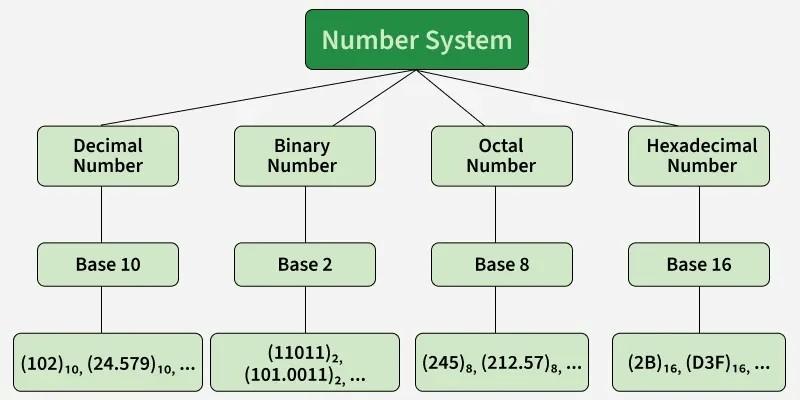 Number System
Decimal
Number
Binary
Number
Octal
Number
Hexadecimal
Number
Base 10
Base 2
Base 8
Base 16
(102)₁₀, (24.579)₁₀, ...
(11011)₂,
(101.0011)₂, ...
(245)₈, (212.57)₈, ...
(2B)₁₆, (D3F)₁₆, ...